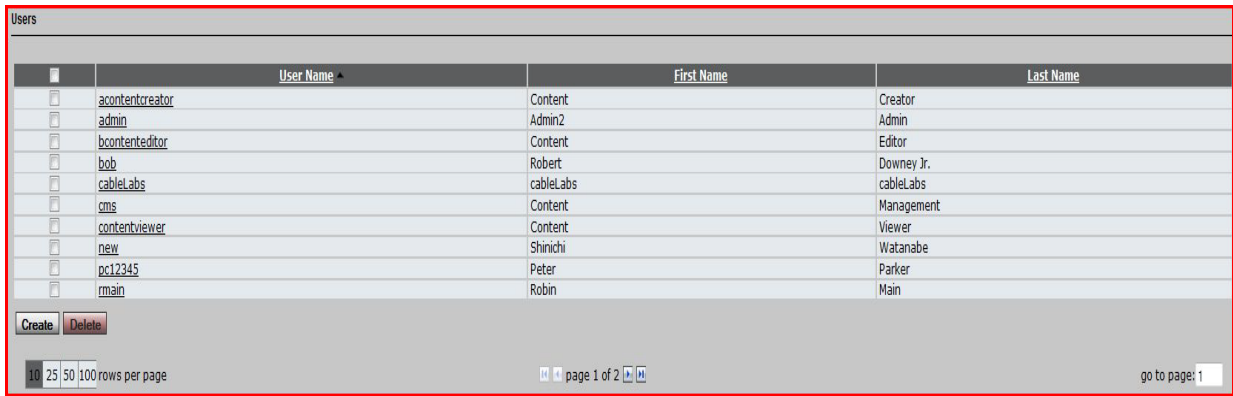 Users
User Name First Name Last Name
acontentcreator Content Creator
admin Admin2 Admin
bcontenteditor Content Editor
bob Robert Downey Jr.
cableLabs cableLabs cableLabs
cms Content Management
contentviewer Content Viewer
new Shinichi Watanabe
pc12345 Peter Parker
rmain Robin Main
Create Delete
10 25 50 100 rows per page page 1 of 2 go to page: 1